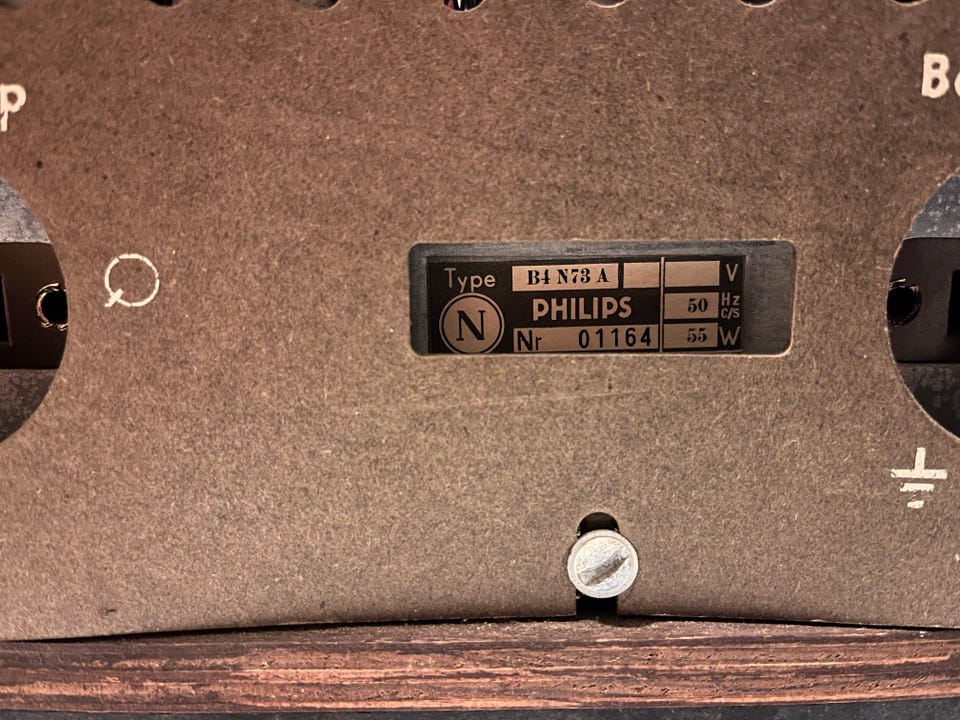 Type B4 N73 A V
N PHILIPS 50 Hz C/S
Nr 01164 55 W